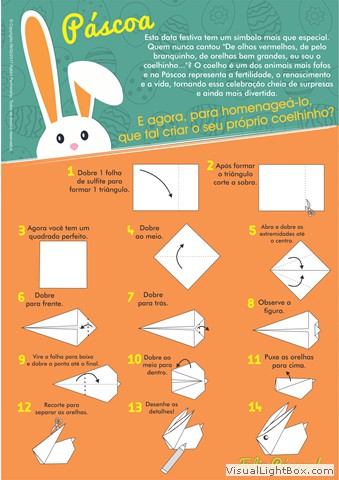 Páscoa
Esta data festiva tem um símbolo mais que especial.
Quem nunca cantou "De olhos vermelhos, de pelo
branquinho, de orelhas bem grandes, eu sou o
coelhinho..."? O coelho é um dos animais mais fofos
e na Páscoa representa a fertilidade, o renascimento
e a vida, tornando essa celebração cheia de surpresas
e ainda mais divertida.
E agora, para homenageá-lo,
que tal criar o seu próprio coelhinho?
1 Dobre 1 folha
de sulfite para
formar 1 triângulo.
2 Após formar
o triângulo
corte a sobra.
3 Agora você tem um
quadrado perfeito.
4 Dobre
ao meio.
5 Abra e dobre as
extremidades até
o centro.
6 Dobre
para frente.
7 Dobre
para trás.
8 Observe a
figura.
9 Vire a folha para baixo
e dobre a ponta até o final.
10 Dobre ao
meio para
dentro.
11 Puxe as orelhas
para cima.
12 Recorte para
separar as orelhas.
13 Desenhe os
detalhes!
14
VisualLightBox.com